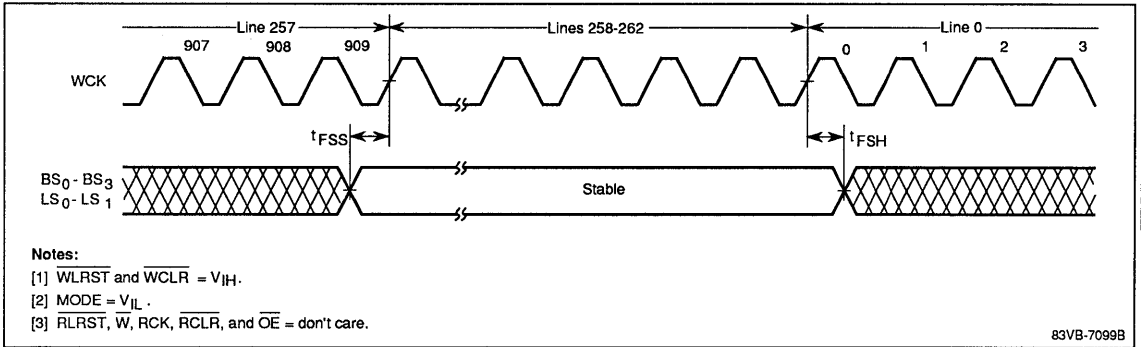 Line 257 Lines 258-262 Line 0
907 908 909 0 1 2 3
WCK
tFSS tFSH
BS0 - BS3
LS0 - LS1
Stable
Notes:
[1] WLRST and WCLR = VIH.
[2] MODE = VIL .
[3] RLRST, W, RCK, RCLR, and OE = don't care.
83VB-7099B